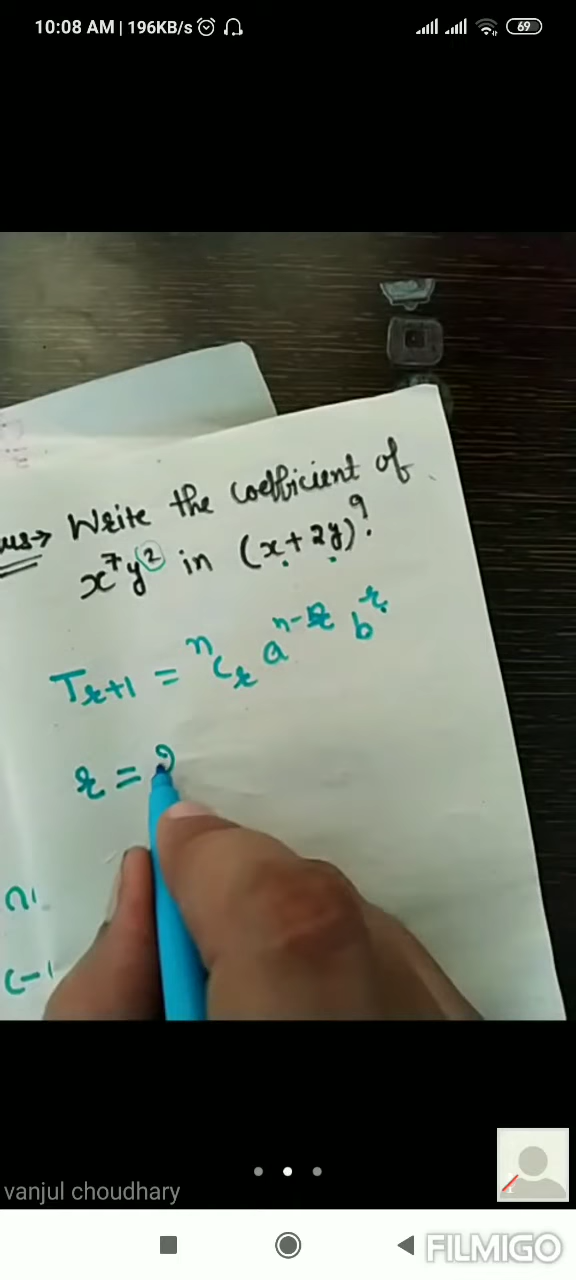 10:08 AM | 196KB/s
69
Write the coefficient of
x⁷y² in (x+2y)⁹.
Tr+1 = ⁿCr aⁿ⁻ʳ bʳ
r = 2
vanjul choudhary
FILMIGO